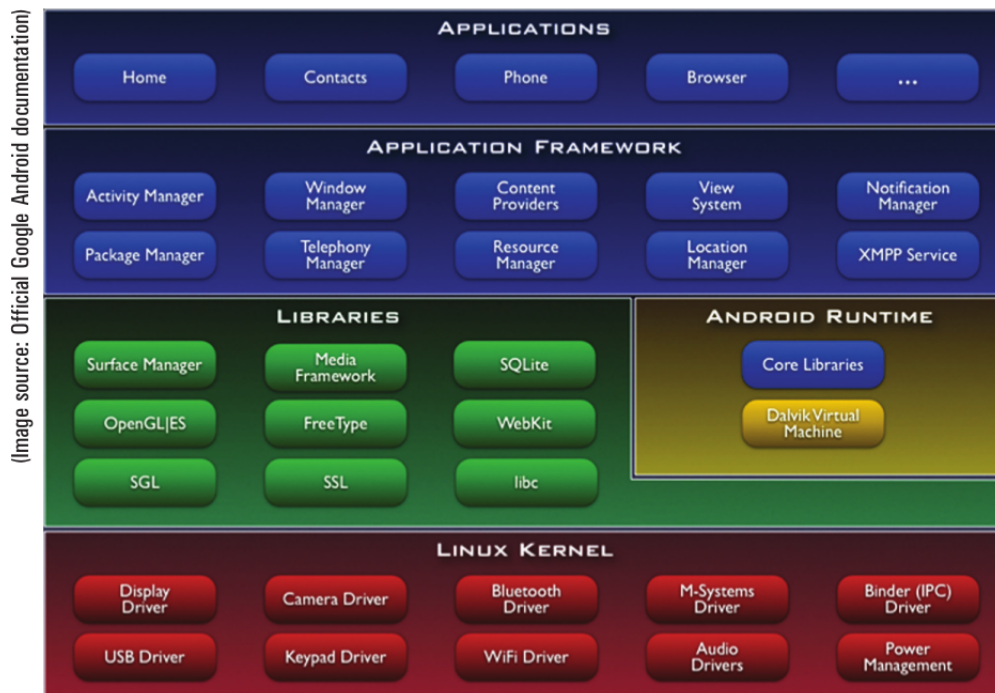 (Image source: Official Google Android documentation)
APPLICATIONS
Home
Contacts
Phone
Browser
...
APPLICATION FRAMEWORK
Activity Manager
Window
Manager
Content
Providers
View
System
Notification
Manager
Package Manager
Telephony
Manager
Resource
Manager
Location
Manager
XMPP Service
LIBRARIES
Surface Manager
Media
Framework
SQLite
OpenGL|ES
FreeType
WebKit
SGL
SSL
libc
ANDROID RUNTIME
Core Libraries
Dalvik Virtual
Machine
LINUX KERNEL
Display
Driver
Camera Driver
Bluetooth
Driver
M-Systems
Driver
Binder (IPC)
Driver
USB Driver
Keypad Driver
WiFi Driver
Audio
Drivers
Power
Management